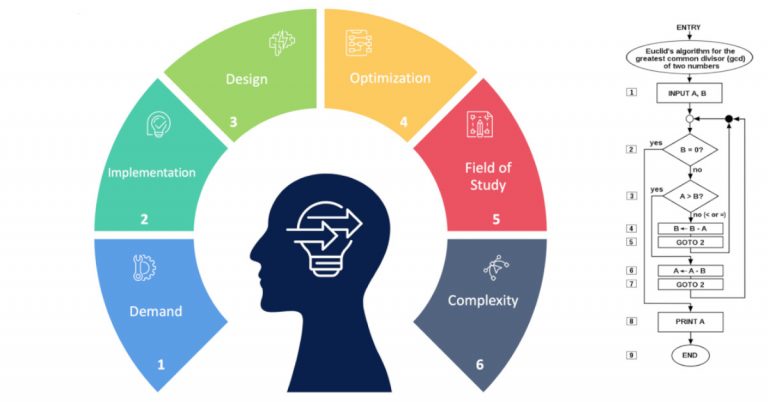 Demand
1
Implementation
2
Design
3
Optimization
4
Field of
Study
5
Complexity
6
ENTRY
Euclid's algorithm for the
greatest common divisor (gcd)
of two numbers
1 INPUT A, B
2 B = 0?
yes
no
3 A > B?
yes
no (< or =)
4 B ← B - A
5 GOTO 2
6 A ← A - B
7 GOTO 2
8 PRINT A
9 END